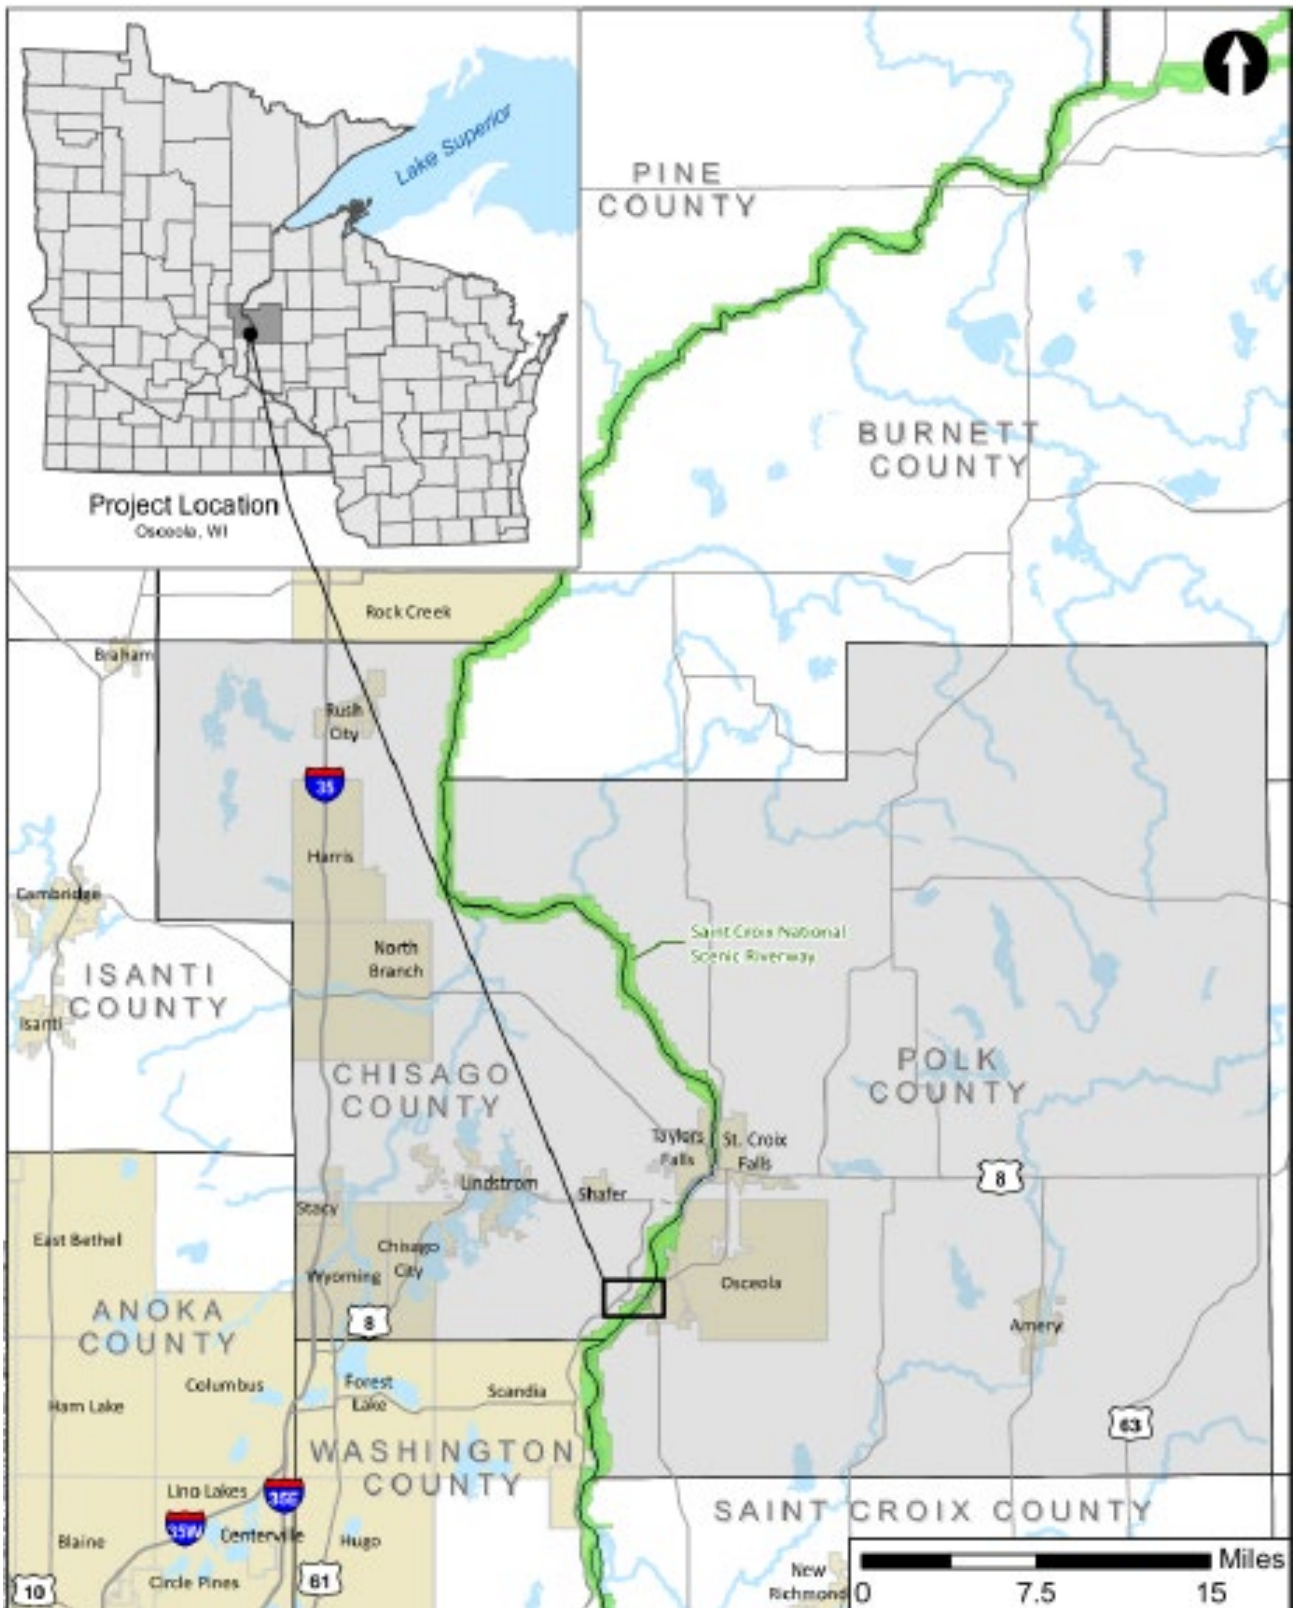 Lake Superior
Project Location
Osceola, WI
PINE
COUNTY
BURNETT
COUNTY
Rock Creek
Braham
Rush
City
35
Harris
Cambridge
North
Branch
Saint Croix National
Scenic Riverway
ISANTI
COUNTY
Isanti
CHISAGO
COUNTY
POLK
COUNTY
Taylors
Falls
St. Croix
Falls
8
Lindstrom
Shafer
Stacy
East Bethel
Chisago
City
Wyoming
Osceola
8
ANOKA
COUNTY
Amery
Columbus
Forest
Lake
Scandia
Ham Lake
63
WASHINGTON
COUNTY
Lino Lakes
35E
SAINT CROIX COUNTY
35W
Centerville
Blaine
Hugo
Circle Pines
61
10
New
Richmond
Miles
0 7.5 15